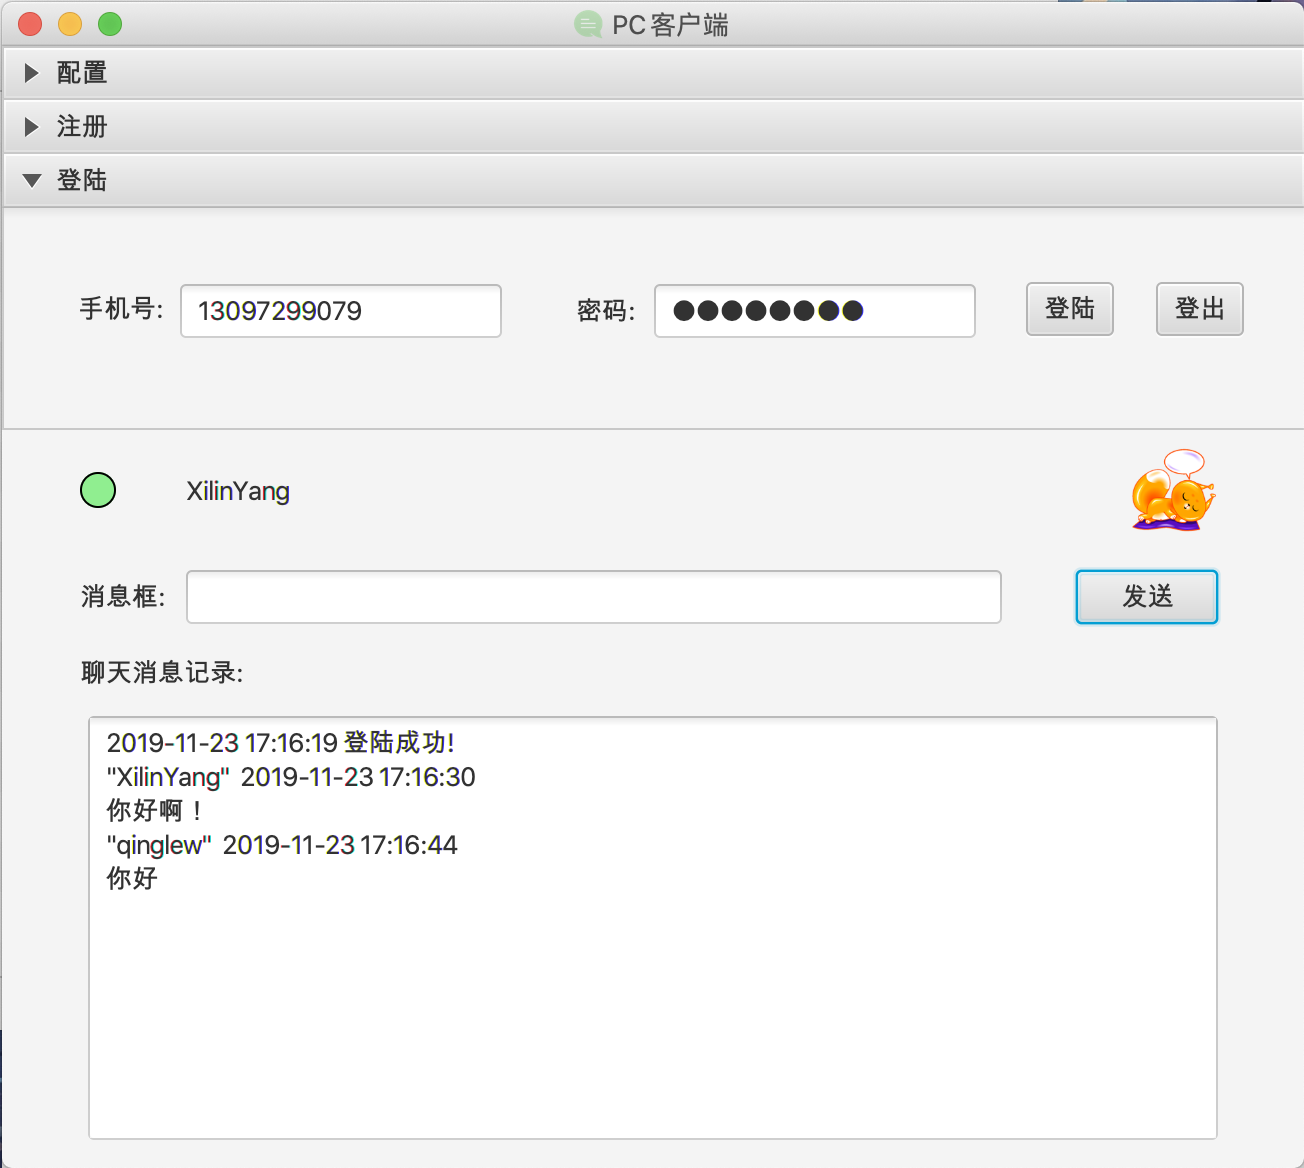 PC客户端
配置
注册
登陆
手机号: 13097299079 密码: ●●●●●●●● 登陆 登出
XilinYang
消息框: 发送
聊天消息记录:
2019-11-23 17:16:19 登陆成功!
"XilinYang" 2019-11-23 17:16:30
你好啊！
"qinglew" 2019-11-23 17:16:44
你好